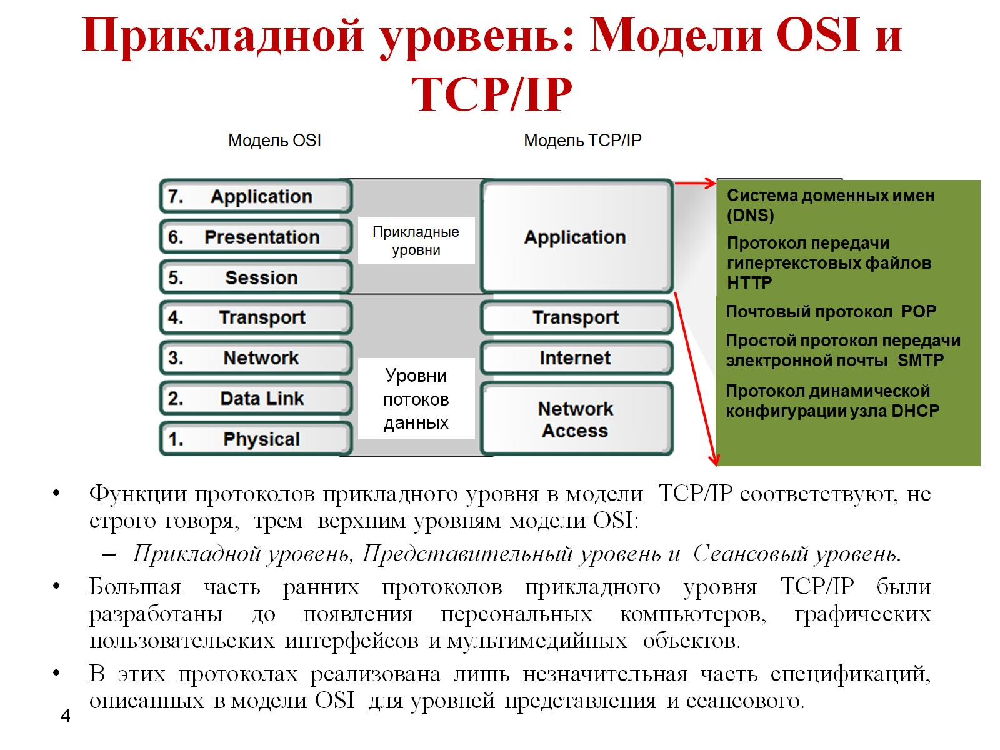 Прикладной уровень: Модели OSI и
TCP/IP
Модель OSI
Модель TCP/IP
7. Application
6. Presentation
5. Session
4. Transport
3. Network
2. Data Link
1. Physical
Прикладные
уровни
Уровни
потоков
данных
Application
Transport
Internet
Network
Access
Система доменных имен
(DNS)
Протокол передачи
гипертекстовых файлов
HTTP
Почтовый протокол POP
Простой протокол передачи
электронной почты SMTP
Протокол динамической
конфигурации узла DHCP
• Функции протоколов прикладного уровня в модели TCP/IP соответствуют, не
строго говоря, трем верхним уровням модели OSI:
– Прикладной уровень, Представительный уровень и Сеансовый уровень.
• Большая часть ранних протоколов прикладного уровня TCP/IP были
разработаны до появления персональных компьютеров, графических
пользовательских интерфейсов и мультимедийных объектов.
• В этих протоколах реализована лишь незначительная часть спецификаций,
описанных в модели OSI для уровней представления и сеансового.
4